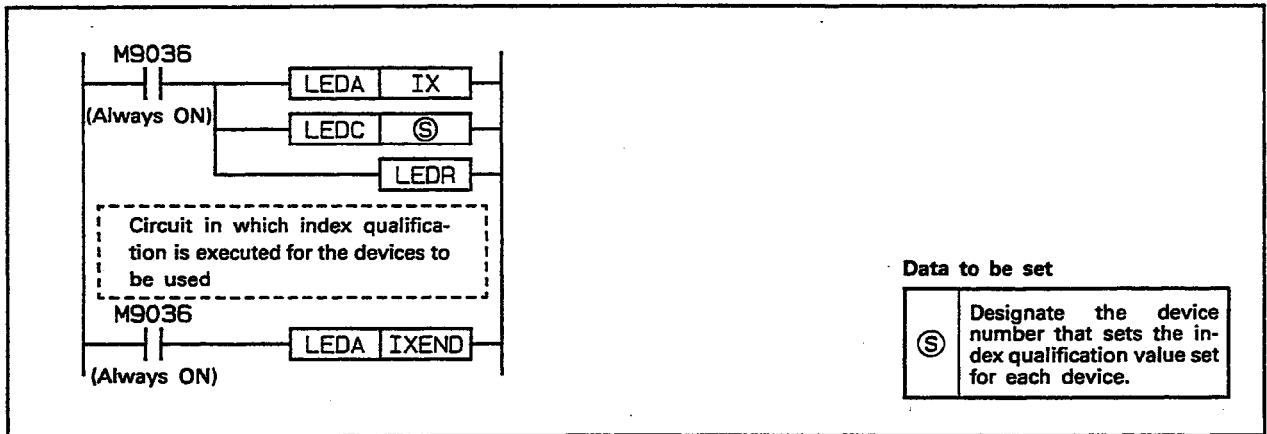 M9036
LEDA IX
(Always ON)
LEDC Ⓢ
LEDR
Circuit in which index qualifica-
tion is executed for the devices to
be used
M9036
LEDA IXEND
(Always ON)
Data to be set
Ⓢ Designate the device
number that sets the in-
dex qualification value set
for each device.